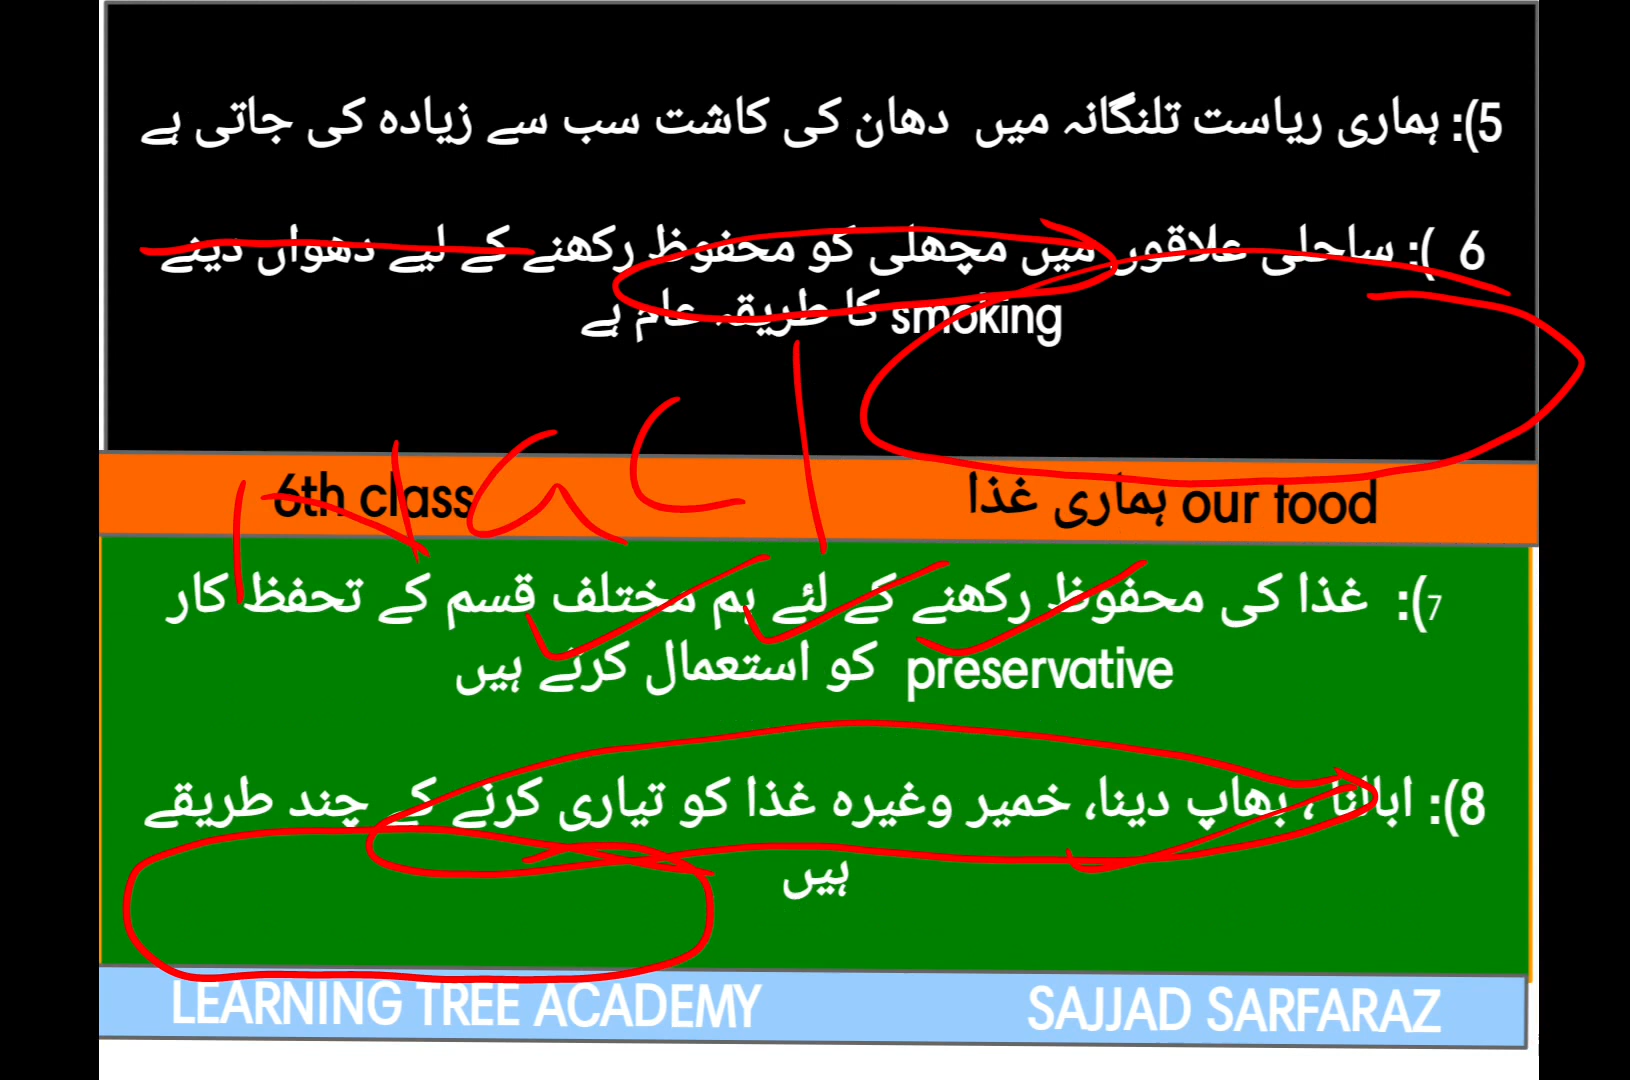 5): ہماری ریاست تلنگانہ میں دھان کی کاشت سب سے زیادہ کی جاتی ہے
6 ): ساحلی علاقوں میں مچھلی کو محفوظ رکھنے کے لیے دھواں دینے
smoking کا طریقہ عام ہے
6th class ہماری غذا our food
7): غذا کی محفوظ رکھنے کے لئے ہم مختلف قسم کے تحفظ کار
preservative کو استعمال کرتے ہیں
8): ابالنا ، بھاپ دینا، خمیر وغیرہ غذا کو تیاری کرنے کے چند طریقے
ہیں
LEARNING TREE ACADEMY SAJJAD SARFARAZ